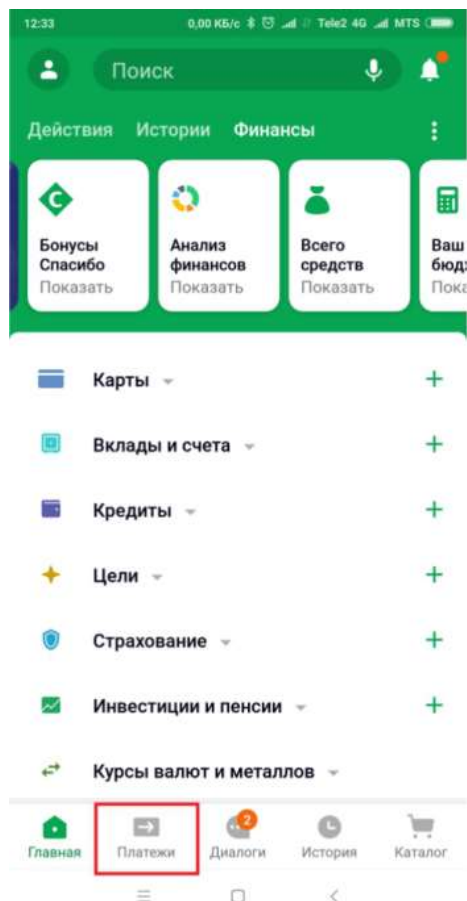 12:33 0,00 КБ/с Tele2 4G MTS
Поиск
Действия Истории Финансы
Бонусы
Спасибо
Показать
Анализ
финансов
Показать
Всего
средств
Показать
Ваш
Карты
Вклады и счета
Кредиты
Цели
Страхование
Инвестиции и пенсии
Курсы валют и металлов
2
Главная Платежи Диалоги История Каталог